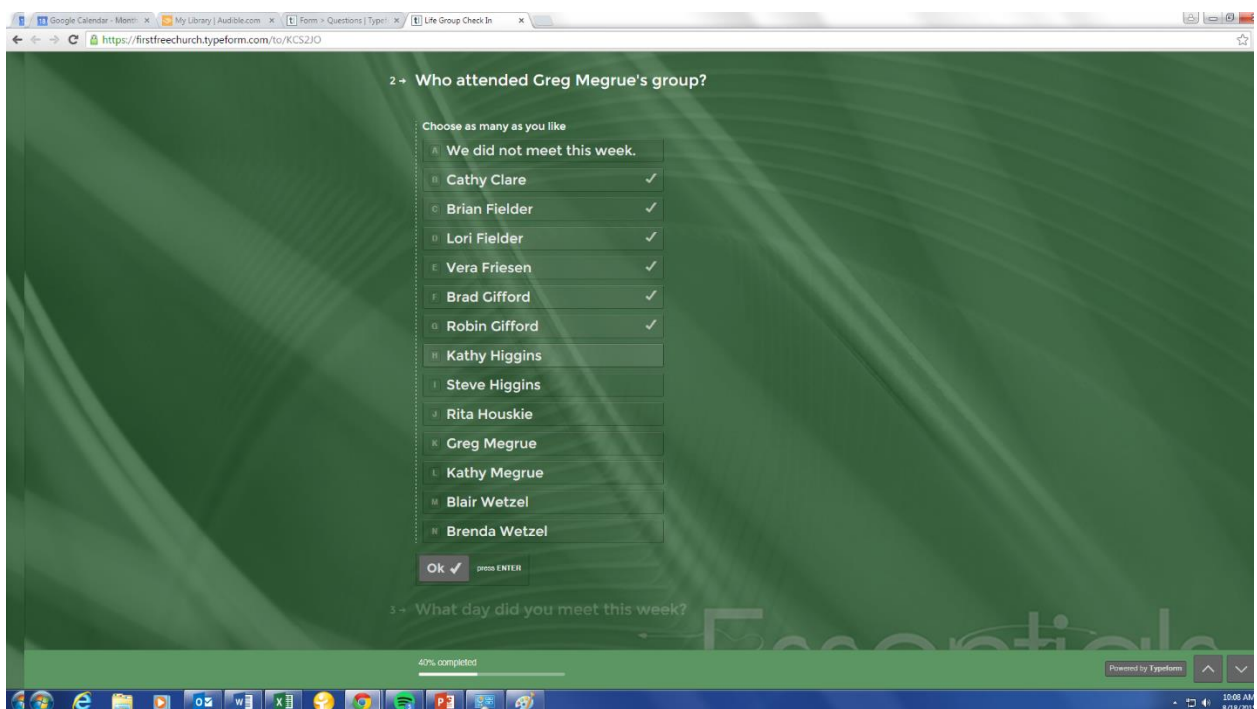 Google Calendar - Month
My Library | Audible.com
Form > Questions | Typef
Life Group Check In
https://firstfreechurch.typeform.com/to/KCS2JO
2 → Who attended Greg Megrue's group?
Choose as many as you like
A We did not meet this week.
B Cathy Clare
C Brian Fielder
D Lori Fielder
E Vera Friesen
F Brad Gifford
G Robin Gifford
H Kathy Higgins
I Steve Higgins
J Rita Houskie
K Greg Megrue
L Kathy Megrue
M Blair Wetzel
N Brenda Wetzel
Ok press ENTER
3 → What day did you meet this week?
Essentials
40% completed
Powered by Typeform
10:08 AM